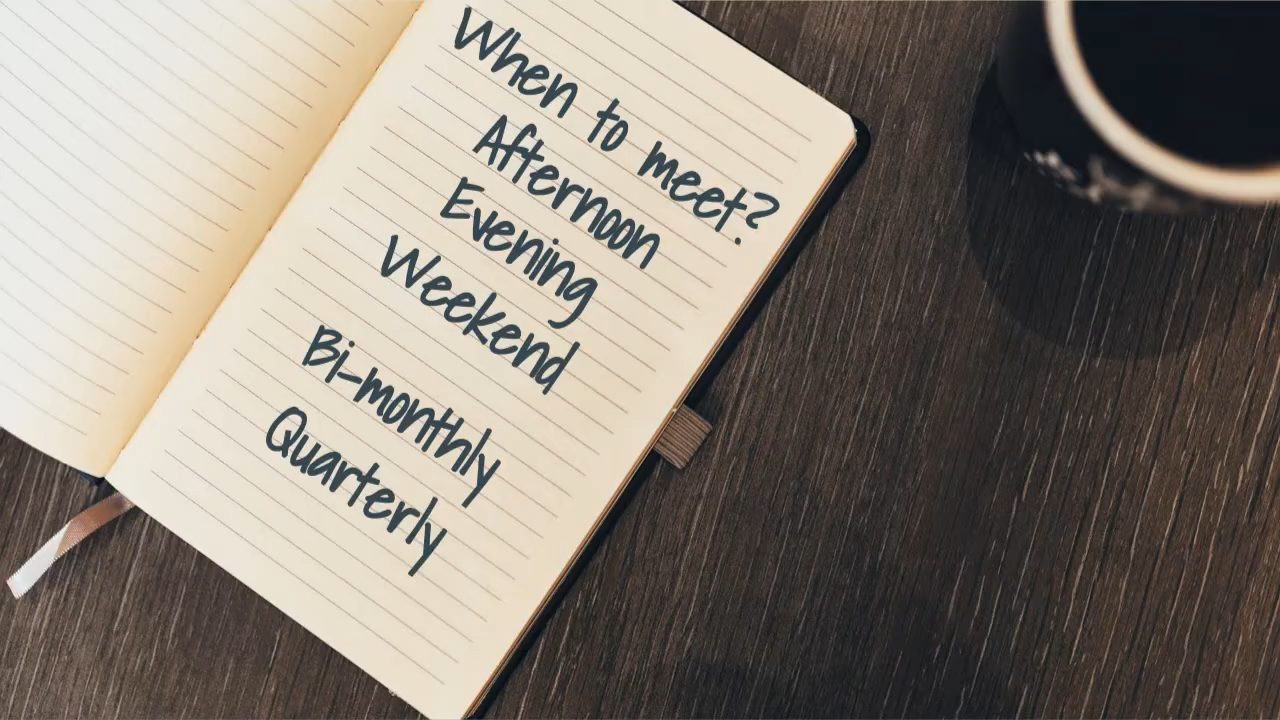 When to meet?
Afternoon
Evening
Weekend
Bi-monthly
Quarterly